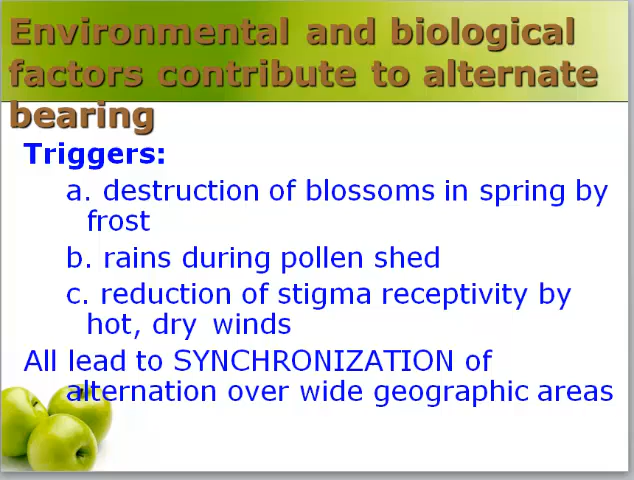 Environmental and biological
factors contribute to alternate
bearing
Triggers:
a. destruction of blossoms in spring by
frost
b. rains during pollen shed
c. reduction of stigma receptivity by
hot, dry winds
All lead to SYNCHRONIZATION of
alternation over wide geographic areas